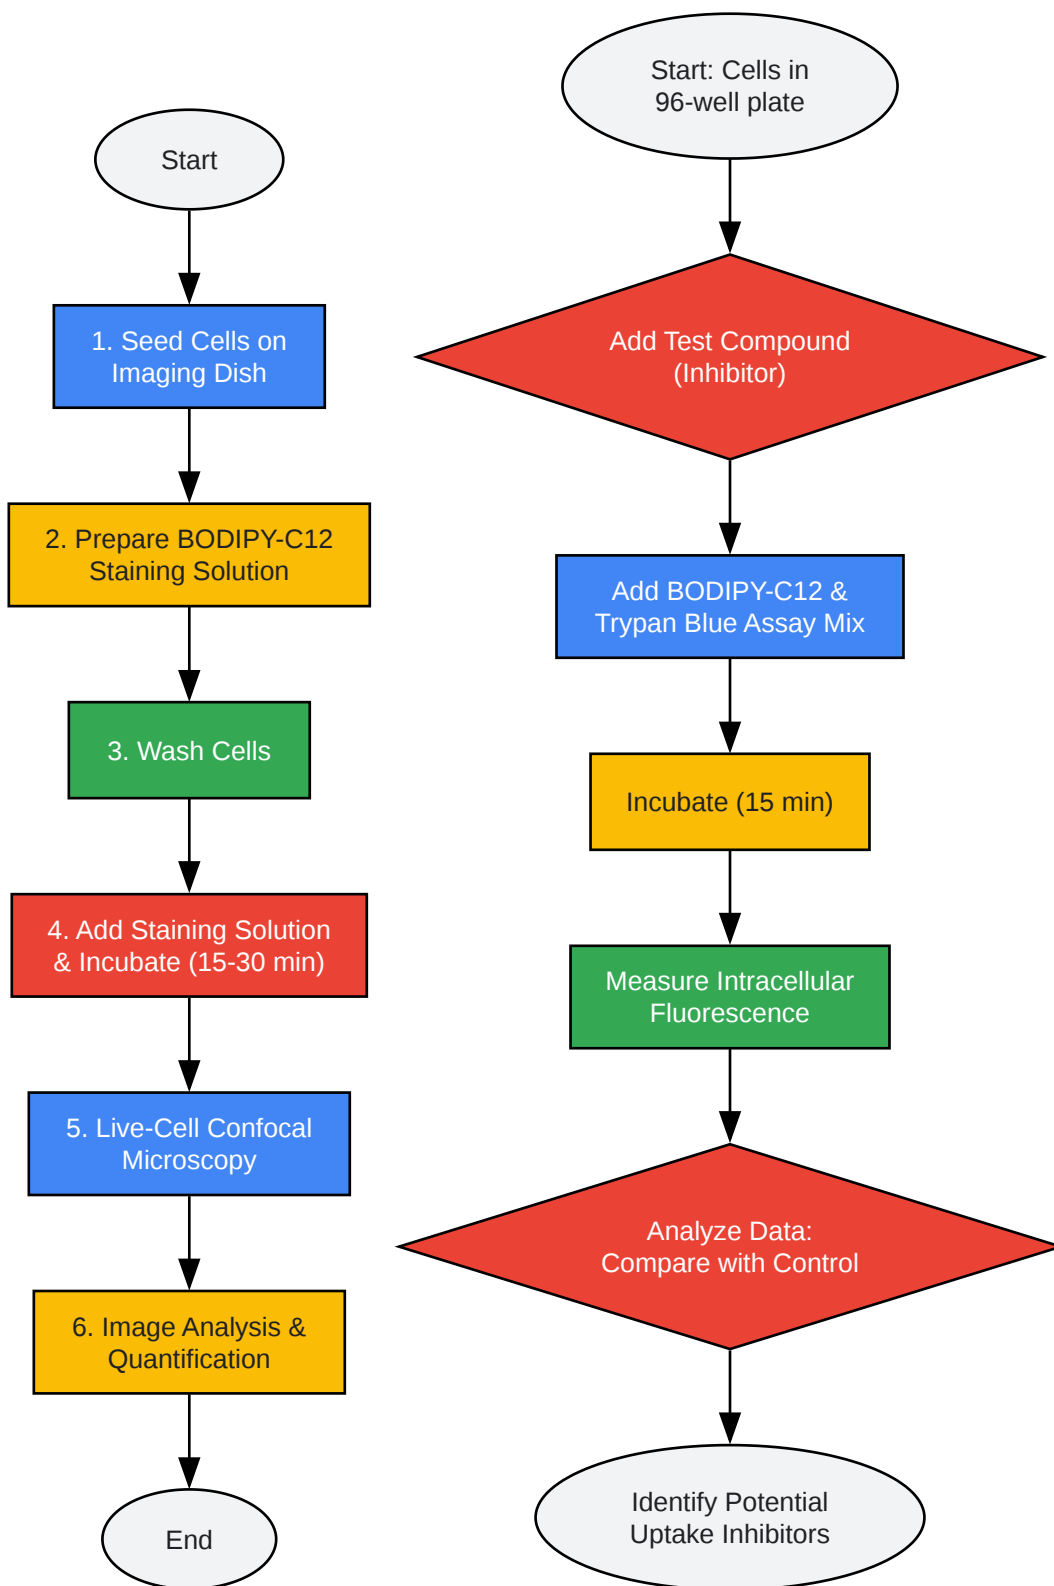 Start
1. Seed Cells on
Imaging Dish
2. Prepare BODIPY-C12
Staining Solution
3. Wash Cells
4. Add Staining Solution
& Incubate (15-30 min)
5. Live-Cell Confocal
Microscopy
6. Image Analysis &
Quantification
End
Start: Cells in
96-well plate
Add Test Compound
(Inhibitor)
Add BODIPY-C12 &
Trypan Blue Assay Mix
Incubate (15 min)
Measure Intracellular
Fluorescence
Analyze Data:
Compare with Control
Identify Potential
Uptake Inhibitors